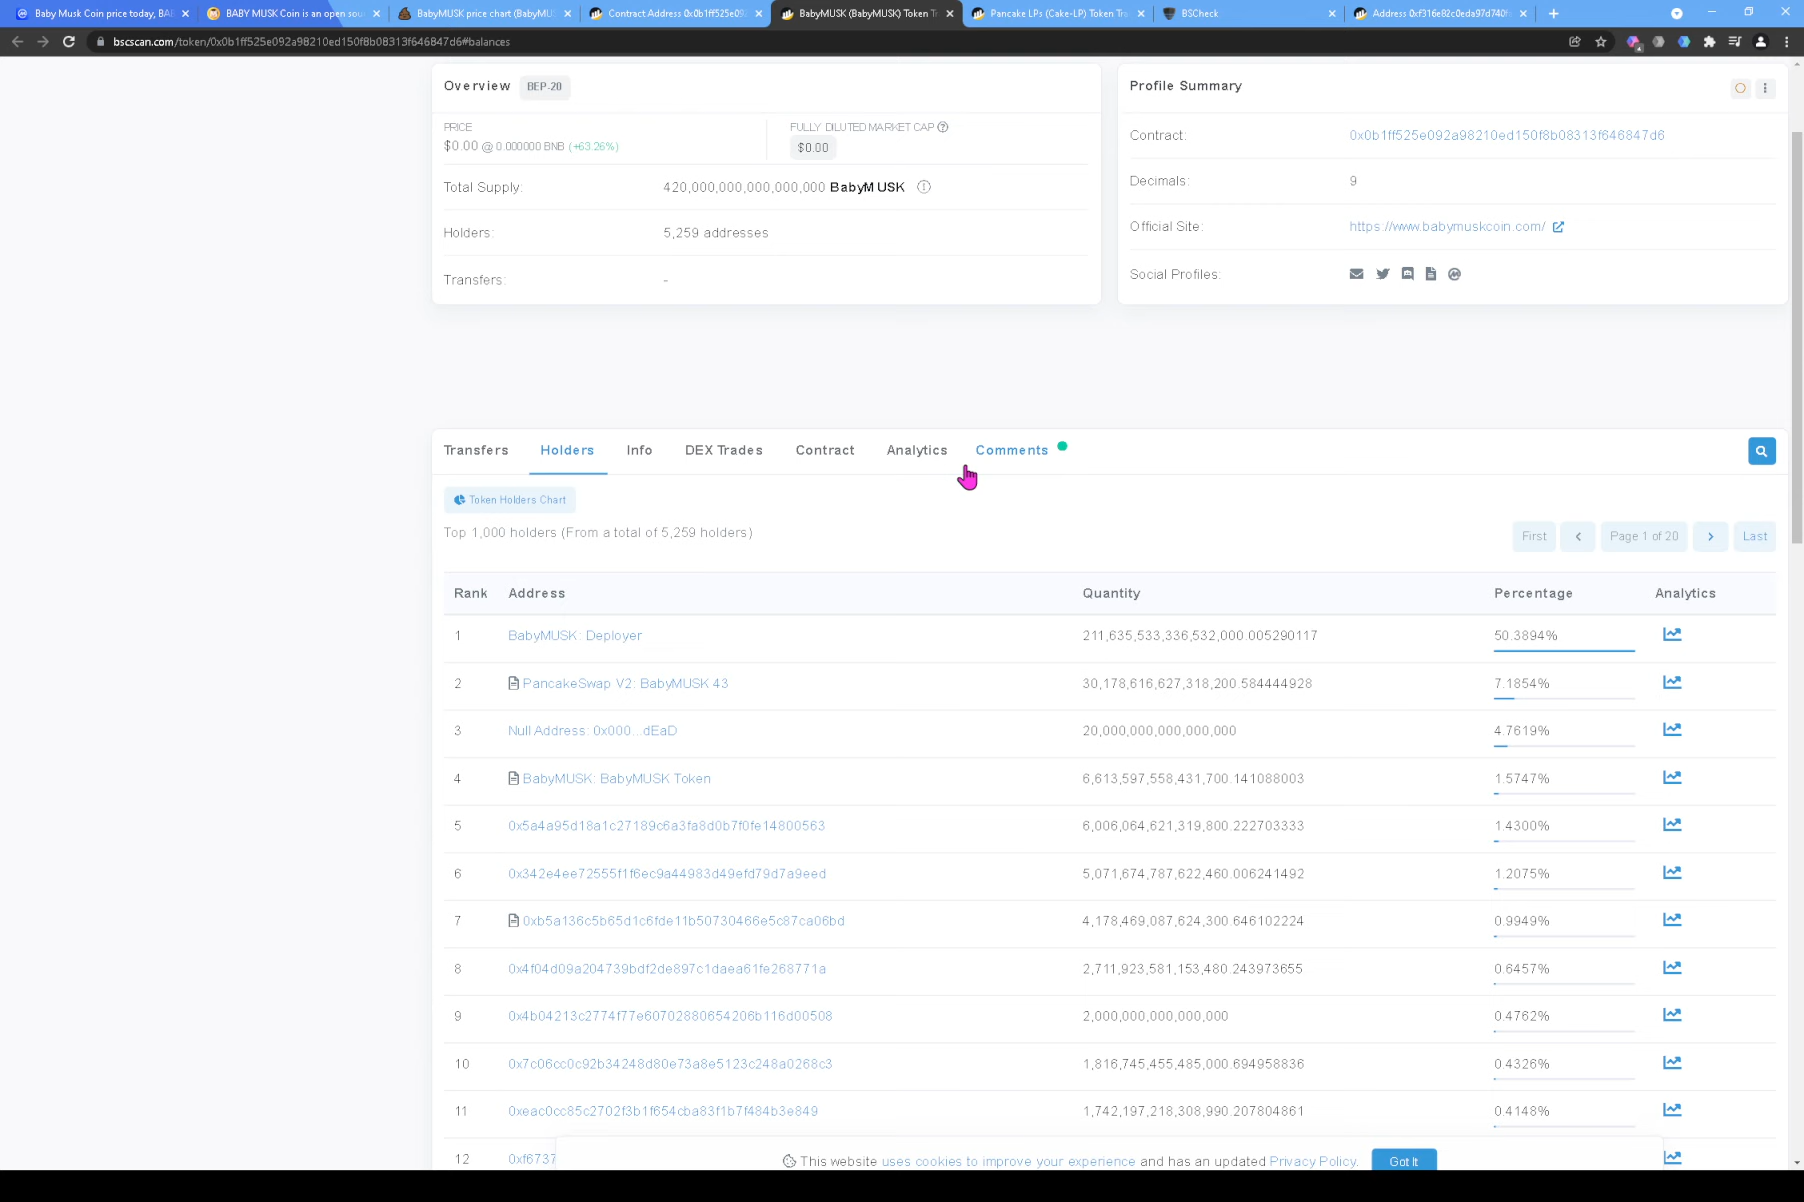 Baby Musk Coin price today, BAB
BABY MUSK Coin is an open sou
BabyMUSK price chart (BabyMU
Contract Address 0x0b1ff525e092
BabyMUSK (BabyMUSK) Token T
Pancake LPs (Cake-LP) Token Tra
BSCheck
Address 0xf316e82c0eda97d740f
bscscan.com/token/0x0b1ff525e092a98210ed150f8b08313f646847d6#balances
Overview BEP-20
PRICE
$0.00 @ 0.000000 BNB (+63.26%)
FULLY DILUTED MARKET CAP
$0.00
Total Supply: 420,000,000,000,000,000 BabyMUSK
Holders: 5,259 addresses
Transfers: -
Profile Summary
Contract: 0x0b1ff525e092a98210ed150f8b08313f646847d6
Decimals: 9
Official Site: https://www.babymuskcoin.com/
Social Profiles:
Transfers Holders Info DEX Trades Contract Analytics Comments
Token Holders Chart
Top 1,000 holders (From a total of 5,259 holders)
First Page 1 of 20 Last
Rank Address Quantity Percentage Analytics
1 BabyMUSK: Deployer 211,635,533,336,532,000.005290117 50.3894%
2 PancakeSwap V2: BabyMUSK 43 30,178,616,627,318,200.584444928 7.1854%
3 Null Address: 0x000...dEaD 20,000,000,000,000,000 4.7619%
4 BabyMUSK: BabyMUSK Token 6,613,597,558,431,700.141088003 1.5747%
5 0x5a4a95d18a1c27189c6a3fa8d0b7f0fe14800563 6,006,064,621,319,800.222703333 1.4300%
6 0x342e4ee72555f1f6ec9a44983d49efd79d7a9eed 5,071,674,787,622,460.006241492 1.2075%
7 0xb5a136c5b65d1c6fde11b50730466e5c87ca06bd 4,178,469,087,624,300.646102224 0.9949%
8 0x4f04d09a204739bdf2de897c1daea61fe268771a 2,711,923,581,153,480.243973655 0.6457%
9 0x4b04213c2774f77e60702880654206b116d00508 2,000,000,000,000,000 0.4762%
10 0x7c06cc0c92b34248d80e73a8e5123c248a0268c3 1,816,745,455,485,000.694958836 0.4326%
11 0xeac0cc85c2702f3b1f654cba83f1b7f484b3e849 1,742,197,218,308,990.207804861 0.4148%
12 0xf6737
This website uses cookies to improve your experience and has an updated Privacy Policy. Got It